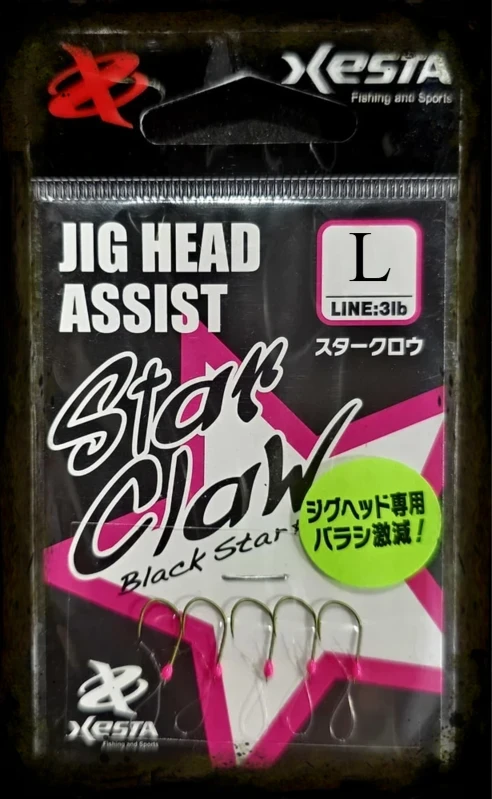 XESTA
Fishing and Sports
JIG HEAD
ASSIST
L
LINE:3lb
スタークロウ
Star
Claw
Black Star
ジグヘッド専用
バラシ激減!
XESTA
Fishing and Sports